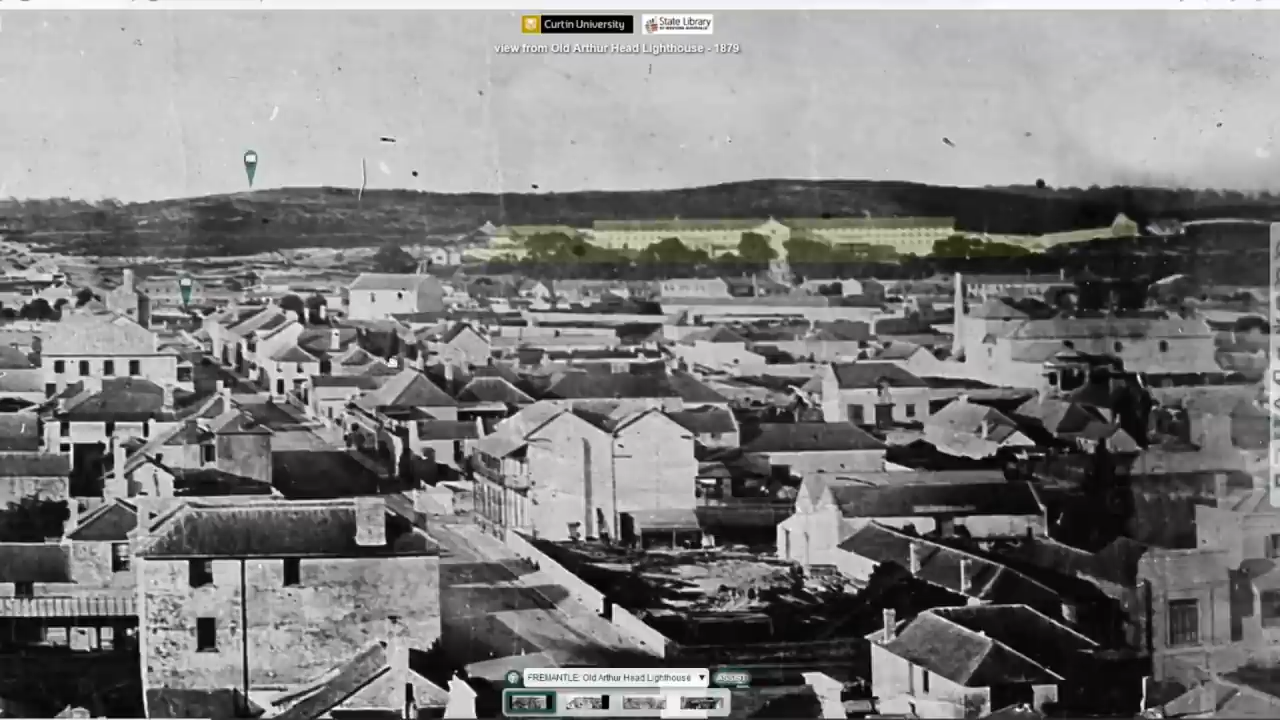 Curtin University
State Library
view from Old Arthur Head Lighthouse - 1879
FREMANTLE: Old Arthur Head Lighthouse